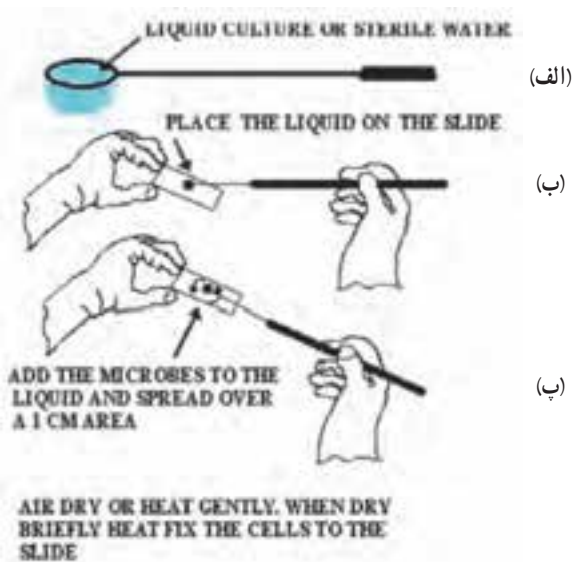 LIQUID CULTURE OR STERILE WATER
(الف)
PLACE THE LIQUID ON THE SLIDE
(ب)
ADD THE MICROBES TO THE
LIQUID AND SPREAD OVER
A 1 CM AREA
(پ)
AIR DRY OR HEAT GENTLY. WHEN DRY
BRIEFLY HEAT FIX THE CELLS TO THE
SLIDE